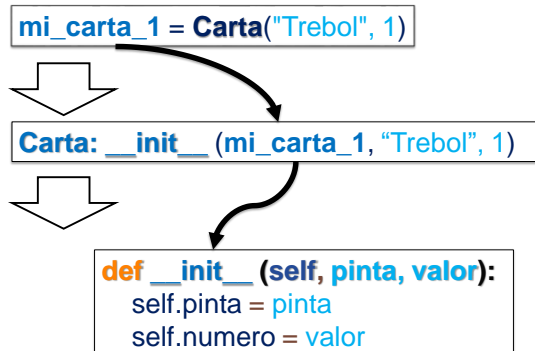 mi_carta_1 = Carta("Trebol", 1)
Carta: __init__ (mi_carta_1, “Trebol”, 1)
def __init__ (self, pinta, valor):
self.pinta = pinta
self.numero = valor